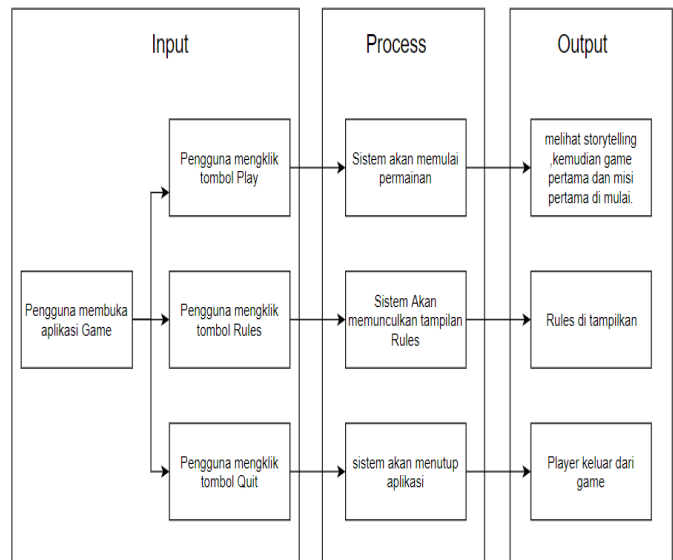 Input
Process
Output
Pengguna mengklik
tombol Play
Sistem akan memulai
permainan
melihat storytelling
,kemudian game
pertama dan misi
pertama di mulai.
Pengguna membuka
aplikasi Game
Pengguna mengklik
tombol Rules
Sistem Akan
memunculkan tampilan
Rules
Rules di tampilkan
Pengguna mengklik
tombol Quit
sistem akan menutup
aplikasi
Player keluar dari
game